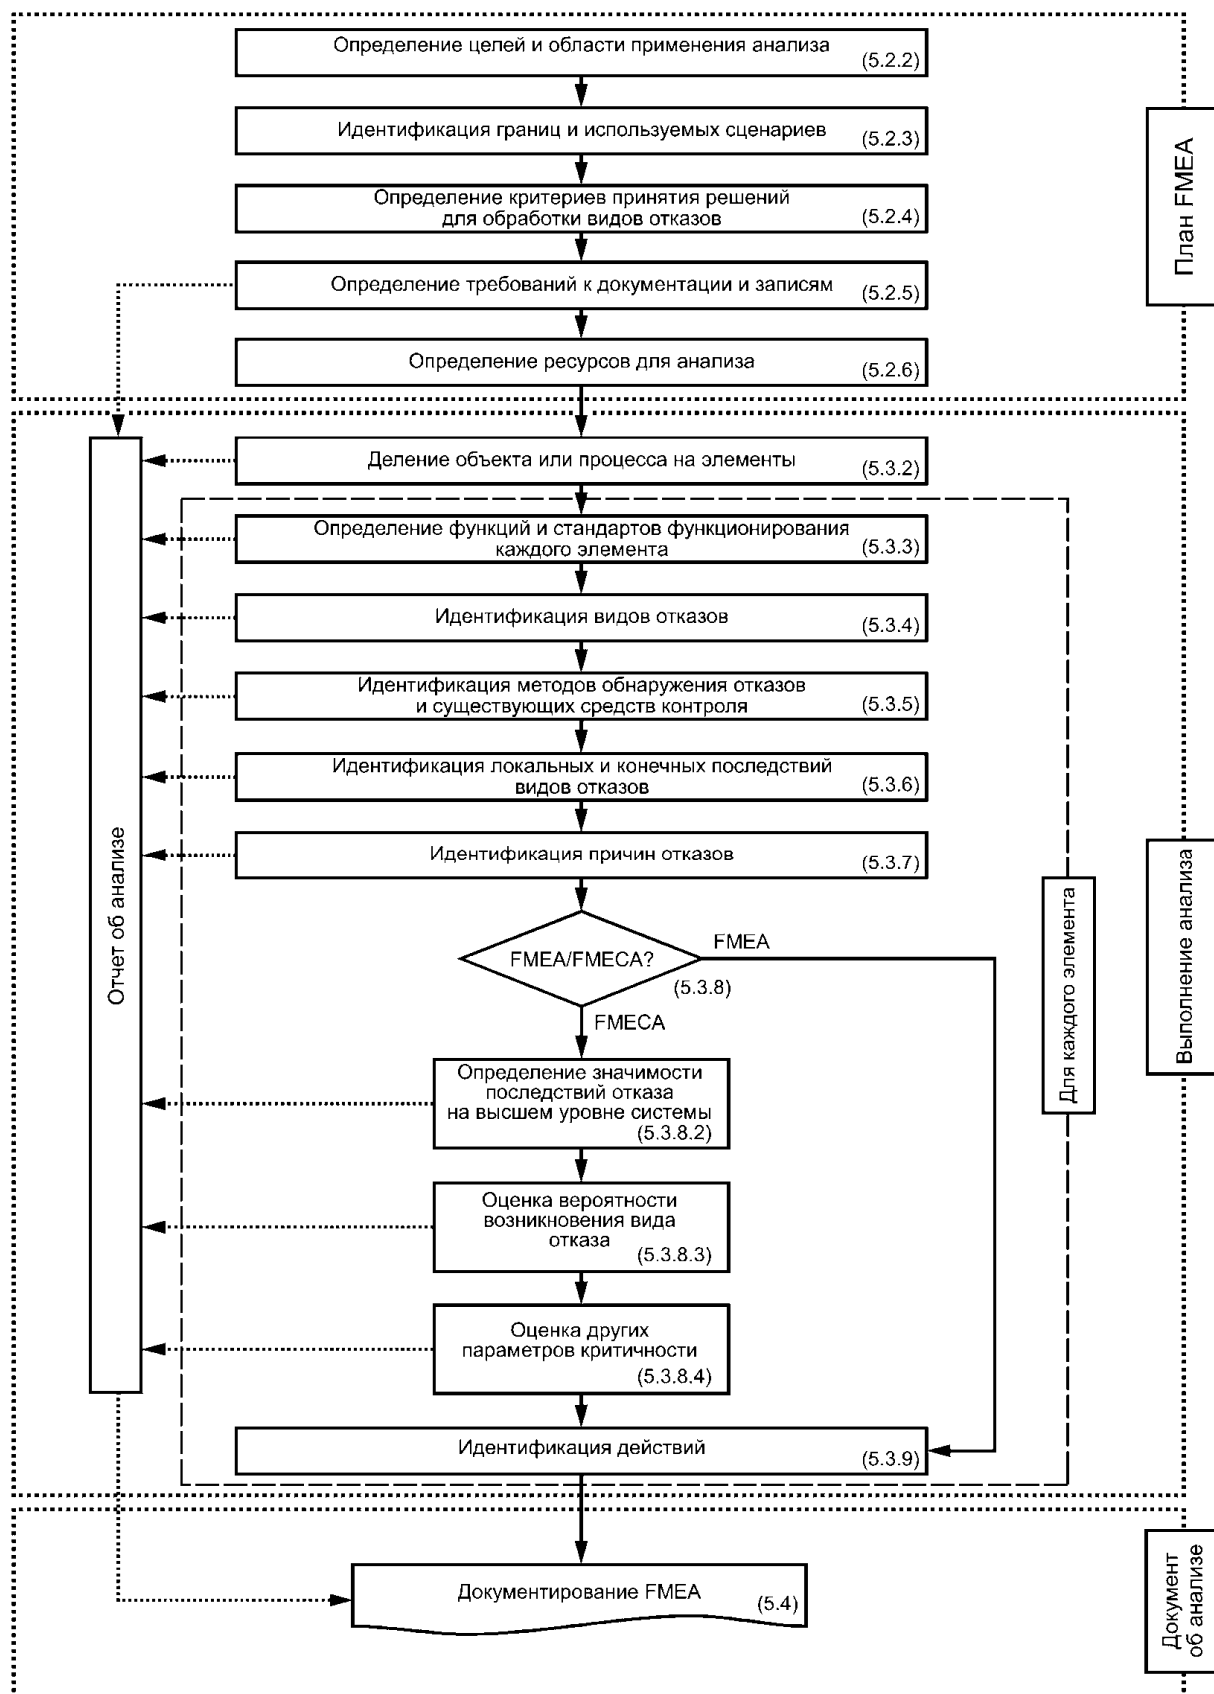 Определение целей и области применения анализа
(5.2.2)
Идентификация границ и используемых сценариев
(5.2.3)
Определение критериев принятия решений
для обработки видов отказов
(5.2.4)
Определение требований к документации и записям
(5.2.5)
Определение ресурсов для анализа
(5.2.6)
План FMEA
Деление объекта или процесса на элементы
(5.3.2)
Определение функций и стандартов функционирования
каждого элемента
(5.3.3)
Идентификация видов отказов
(5.3.4)
Идентификация методов обнаружения отказов
и существующих средств контроля
(5.3.5)
Идентификация локальных и конечных последствий
видов отказов
(5.3.6)
Идентификация причин отказов
(5.3.7)
FMEA/FMECA?
(5.3.8)
FMEA
FMECA
Определение значимости
последствий отказа
на высшем уровне системы
(5.3.8.2)
Оценка вероятности
возникновения вида
отказа
(5.3.8.3)
Оценка других
параметров критичности
(5.3.8.4)
Идентификация действий
(5.3.9)
Отчет об анализе
Для каждого элемента
Выполнение анализа
Документирование FMEA
(5.4)
Документ
об анализе